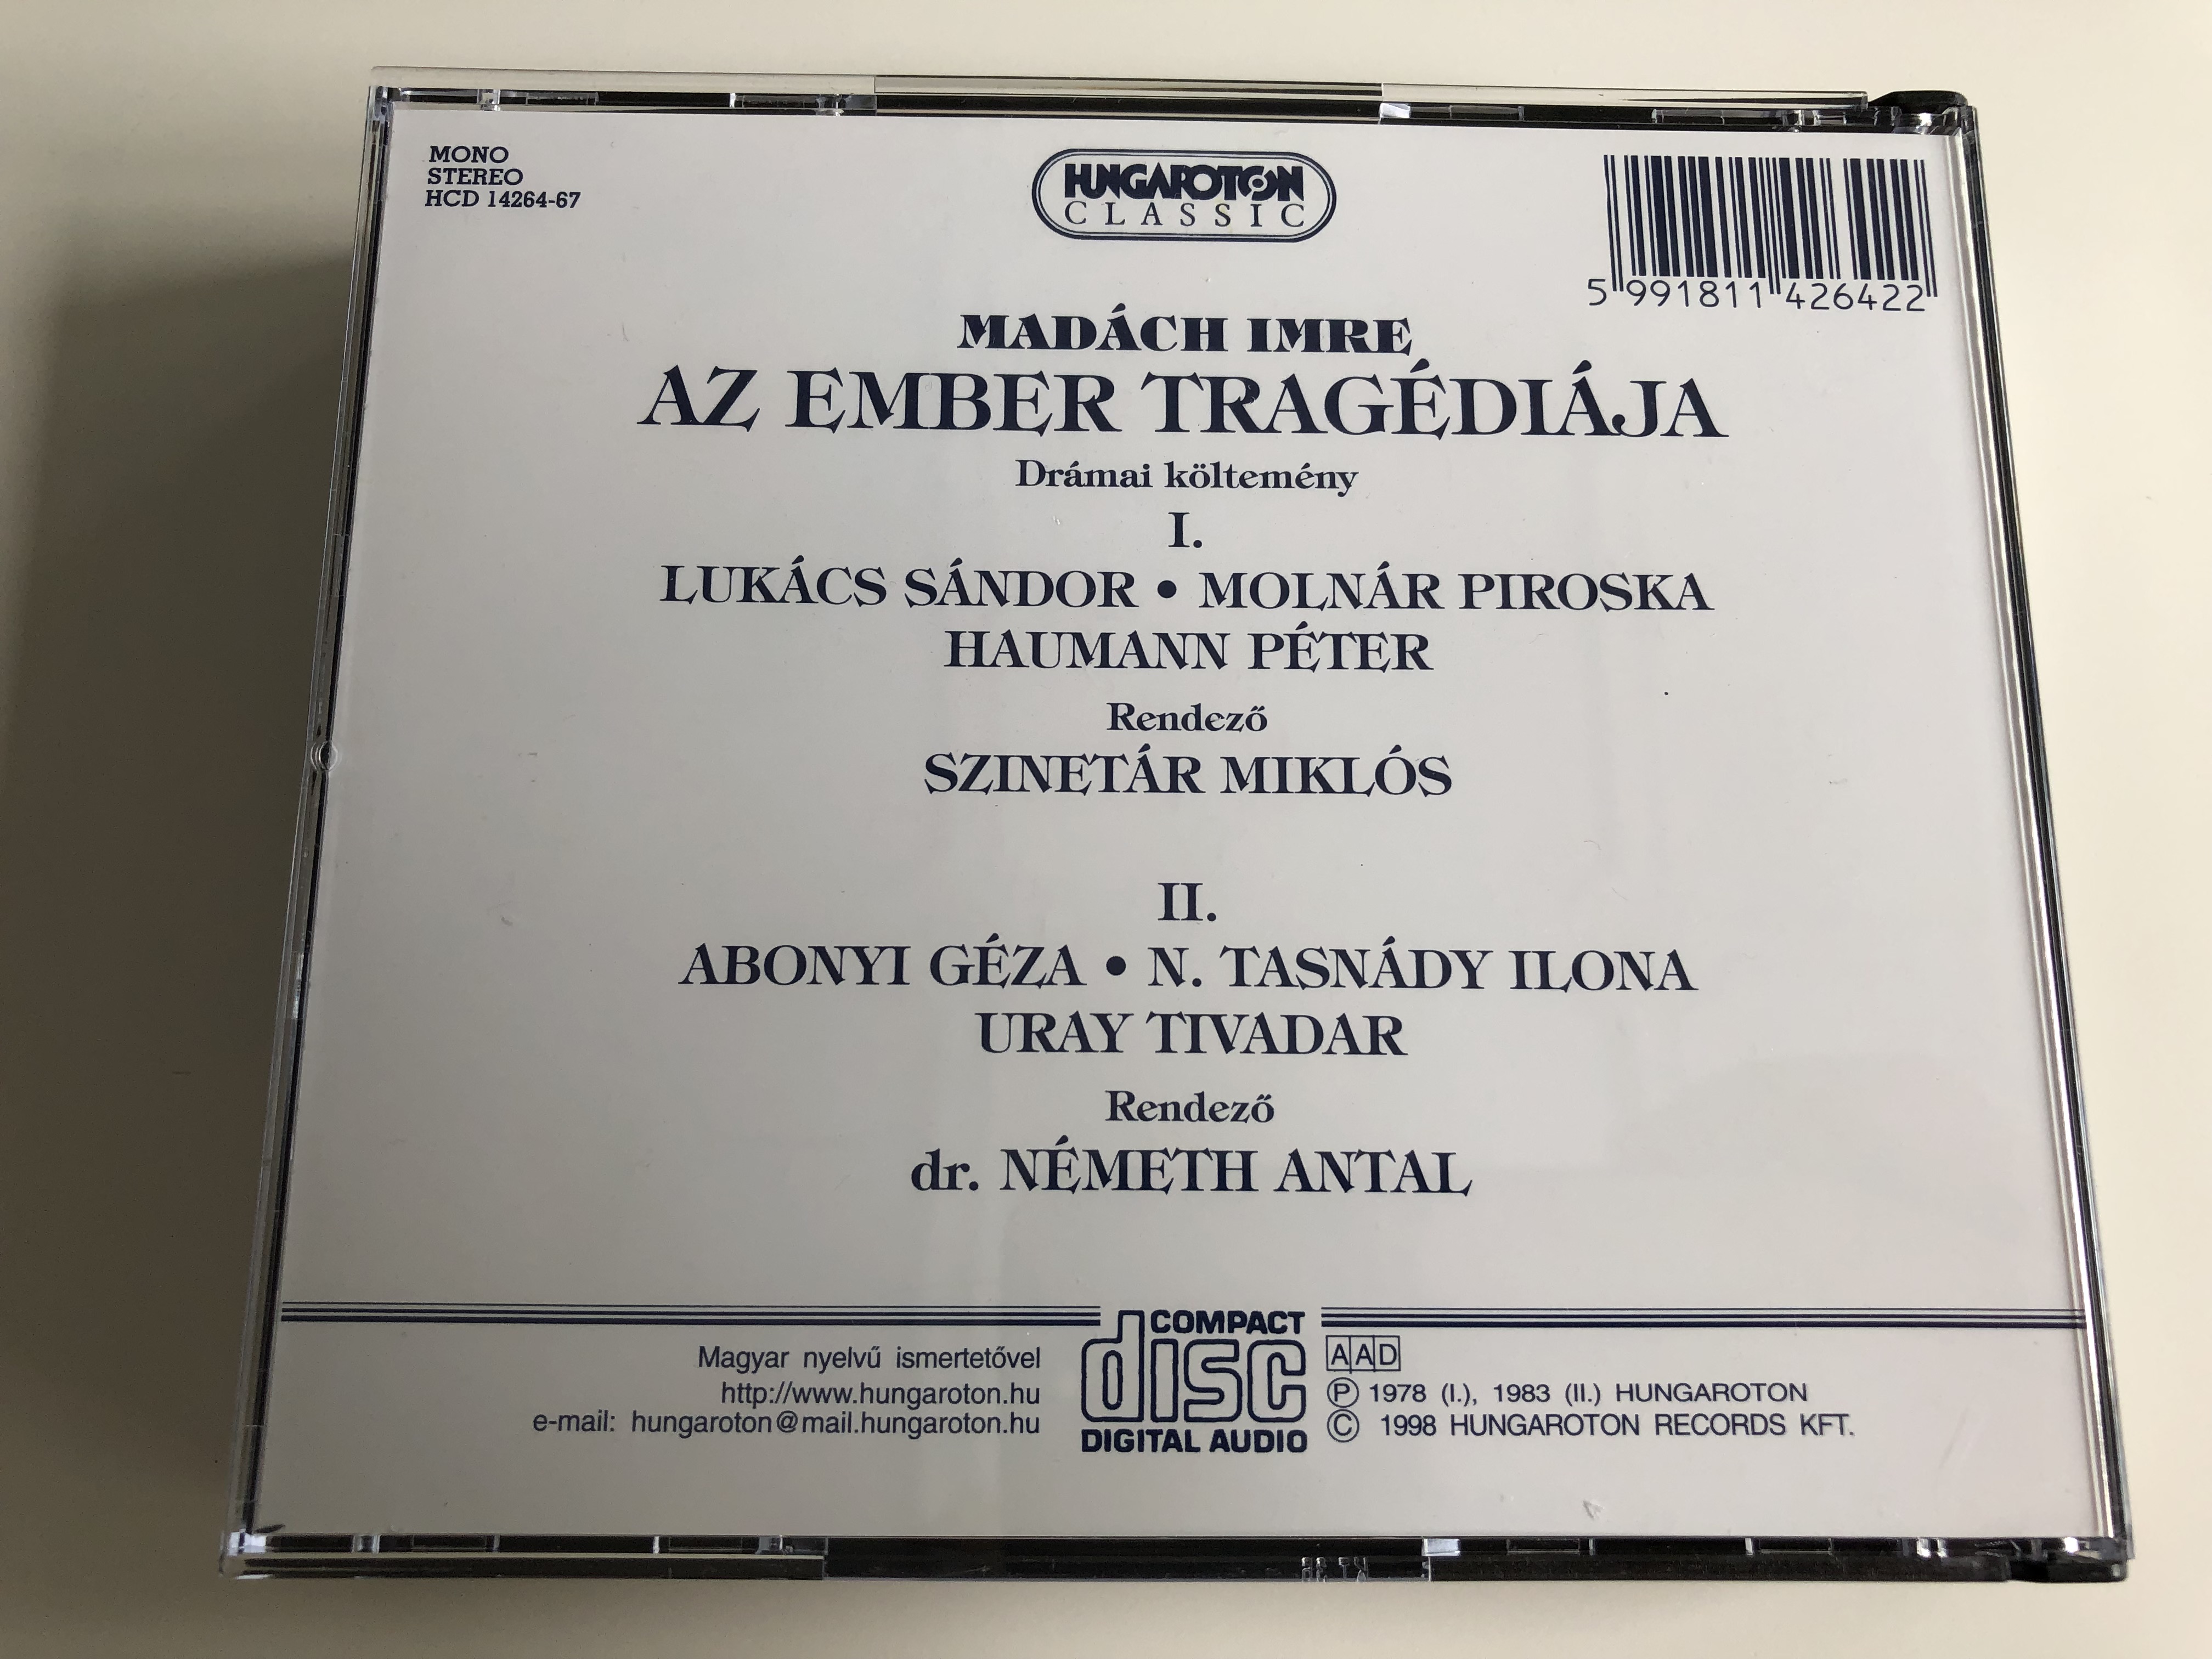 MONO
STEREO
HCD 14264-67
HUNGAROTON
CLASSIC
5 991811 426422
MADÁCH IMRE
AZ EMBER TRAGÉDIÁJA
Drámai költemény
I.
LUKÁCS SÁNDOR • MOLNÁR PIROSKA
HAUMANN PÉTER
Rendező
SZINETÁR MIKLÓS
II.
ABONYI GÉZA • N. TASNÁDY ILONA
URAY TIVADAR
Rendező
dr. NÉMETH ANTAL
Magyar nyelvű ismertetővel
http://www.hungaroton.hu
e-mail: hungaroton@mail.hungaroton.hu
COMPACT
disc
DIGITAL AUDIO
AAD
Ⓟ 1978 (I.), 1983 (II.) HUNGAROTON
© 1998 HUNGAROTON RECORDS KFT.